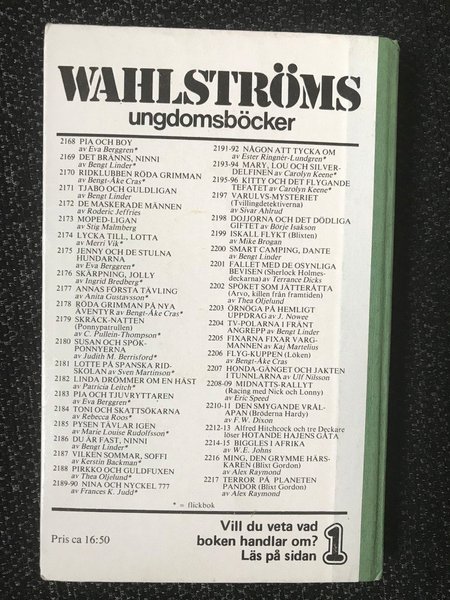 WAHLSTRÖMS
ungdomsböcker
2168 PIA OCH BOY
av Eva Berggren*
2169 DET BRÄNNS, NINNI
av Bengt Linder*
2170 RIDKLUBBEN RÖDA GRIMMAN
av Bengt-Åke Cras*
2171 TJABO OCH GULDLIGAN
av Bengt Linder
2172 DE MASKERADE MÄNNEN
av Roderic Jeffries
2173 MOPED-LIGAN
av Stig Malmberg
2174 LYCKA TILL, LOTTA
av Merri Vik*
2175 JENNY OCH DE STULNA
HUNDARNA
av Eva Berggren*
2176 SKÄRPNING, JOLLY
av Ingrid Bredberg*
2177 ANNAS FÖRSTA TÄVLING
av Anita Gustavsson*
2178 RÖDA GRIMMAN PÅ NYA
ÄVENTYR av Bengt-Åke Cras*
2179 SKRÄCK-NATTEN
(Ponnypatrullen)
av C. Pullein-Thompson*
2180 SUSAN OCH SPÖK-
PONNYERNA
av Judith M. Berrisford*
2181 LOTTE PÅ SPANSKA RID-
SKOLAN av Sven Martinson*
2182 LINDA DRÖMMER OM EN HÄST
av Patricia Leitch*
2183 PIA OCH TJUVRYTTAREN
av Eva Berggren*
2184 TONI OCH SKATTSÖKARNA
av Rebecca Roos*
2185 PYSEN TÄVLAR IGEN
av Marie Louise Rudolfsson*
2186 DU ÄR FAST, NINNI
av Bengt Linder*
2187 VILKEN SOMMAR, SOFFI
av Kerstin Backman*
2188 PIRKKO OCH GULDFUXEN
av Thea Oljelund*
2189-90 NINA OCH NYCKEL 777
av Frances K. Judd*
2191-92 NÅGON ATT TYCKA OM
av Ester Ringnér-Lundgren*
2193-94 MARY, LOU OCH SILVER-
DELFINEN av Carolyn Keene*
2195-96 KITTY OCH DET FLYGANDE
TEFATET av Carolyn Keene*
2197 VARULVS-MYSTERIET
(Tvillingdetektiverna)
av Sivar Ahlrud
2198 DOJJORNA OCH DET DÖDLIGA
GIFTET av Börje Isakson
2199 ISKALL FLYKT (Blixten)
av Mike Brogan
2200 SMART CAMPING, DANTE
av Bengt Linder
2201 FALLET MED DE OSYNLIGA
BEVISEN (Sherlock Holmes-
deckarna) av Terrance Dicks
2202 SPÖKET SOM JÄTTERÅTTA
(Arvo, killen från framtiden)
av Thea Oljelund
2203 ÖRNÖGA PÅ HEMLIGT
UPPDRAG av J. Nowee
2204 TV-POLARNA I FRÄNT
ANGREPP av Bengt Linder
2205 FIXARNA FIXAR VARG-
MANNEN av Kaj Martelius
2206 FLYG-KUPPEN (Löken)
av Bengt-Åke Cras
2207 HONDA-GÄNGET OCH JAKTEN
I TUNNLARNA av Ulf Nilsson
2208-09 MIDNATTS-RALLYT
(Racing med Nick och Lonny)
av Eric Speed
2210-11 DEN SMYGANDE VRÅL-
APAN (Bröderna Hardy)
av F.W. Dixon
2212-13 Alfred Hitchcock och tre Deckare
löser HOTANDE HAJENS GÅTA
2214-15 BIGGLES I AFRIKA
av W.E. Johns
2216 MING, DEN GRYMME HÄRS-
KAREN (Blixt Gordon)
av Alex Raymond
2217 TERROR PÅ PLANETEN
PANDOR (Blixt Gordon)
av Alex Raymond
* = flickbok
Pris ca 16:50
Vill du veta vad
boken handlar om?
Läs på sidan 1